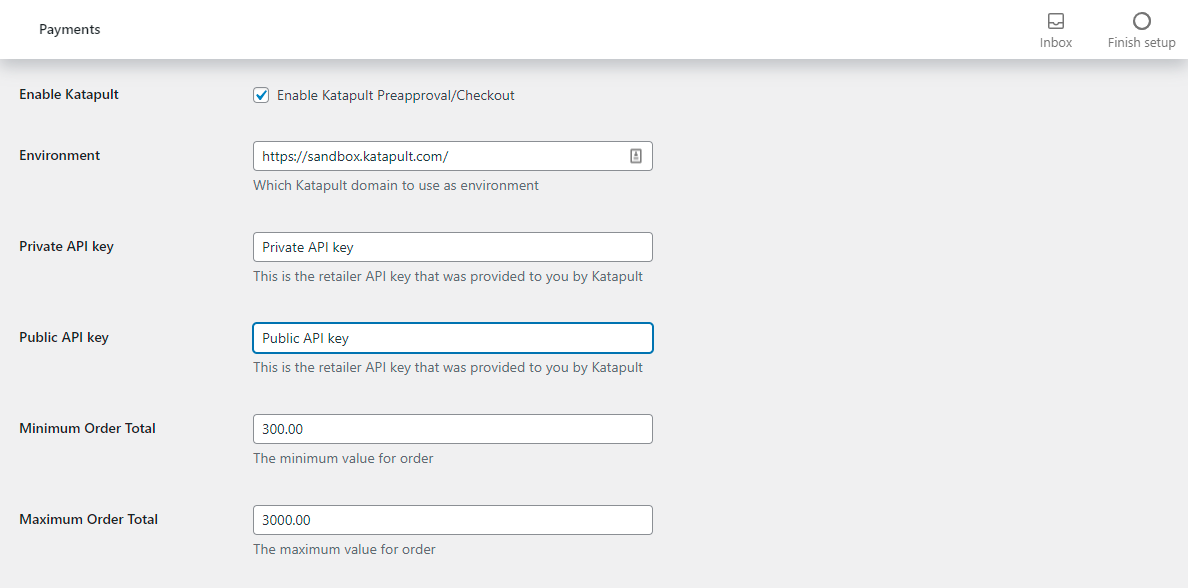 Payments
Inbox
Finish setup
Enable Katapult
Enable Katapult Preapproval/Checkout
Environment
https://sandbox.katapult.com/
Which Katapult domain to use as environment
Private API key
Private API key
This is the retailer API key that was provided to you by Katapult
Public API key
Public API key
This is the retailer API key that was provided to you by Katapult
Minimum Order Total
300.00
The minimum value for order
Maximum Order Total
3000.00
The maximum value for order